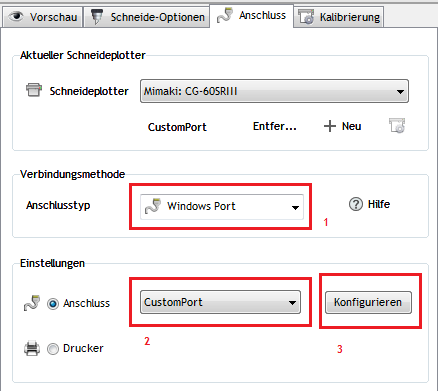 Vorschau Schneide-Optionen Anschluss Kalibrierung
Aktueller Schneideplotter
Schneideplotter Mimaki: CG-60SRIII
CustomPort Entfer... Neu
Verbindungsmethode
Anschlusstyp Windows Port Hilfe
1
Einstellungen
Anschluss CustomPort Konfigurieren
2 3
Drucker